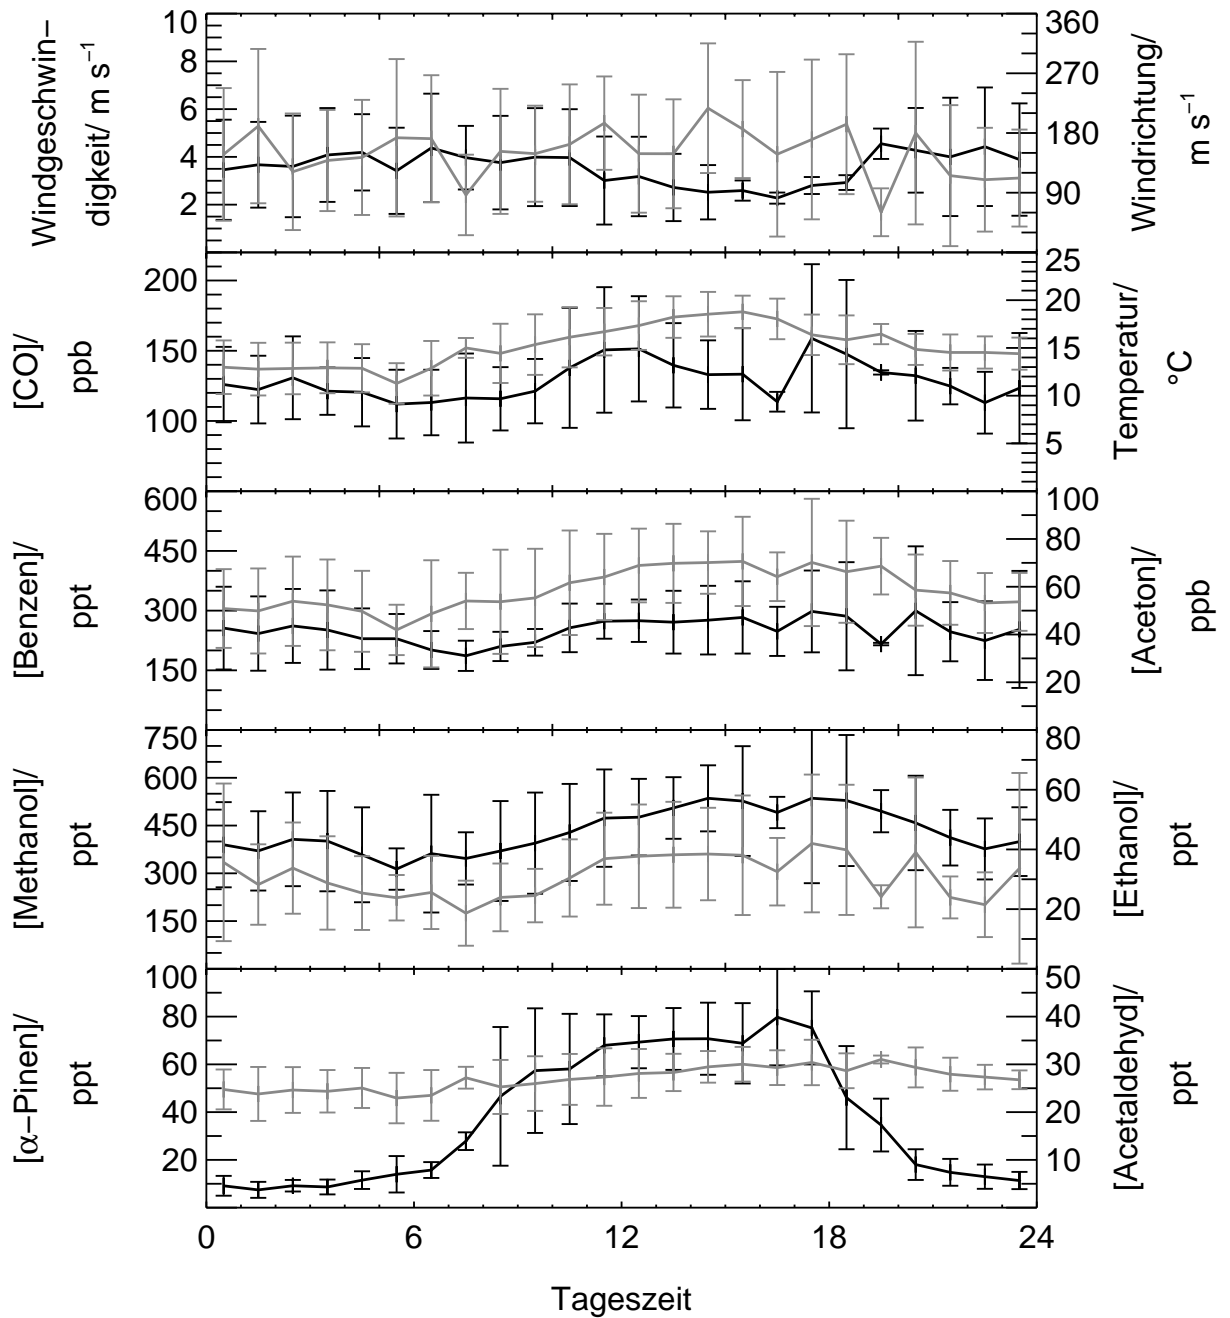 Windgeschwin−
digkeit/ m s⁻¹
10
8
6
4
2
360
270
180
90
Windrichtung/
m s⁻¹
[CO]/
ppb
200
150
100
25
20
15
10
5
Temperatur/
°C
[Benzen]/
ppt
600
450
300
150
100
80
60
40
20
[Aceton]/
ppb
[Methanol]/
ppt
750
600
450
300
150
80
60
40
20
[Ethanol]/
ppt
[α−Pinen]/
ppt
100
80
60
40
20
50
40
30
20
10
[Acetaldehyd]/
ppt
0 6 12 18 24
Tageszeit